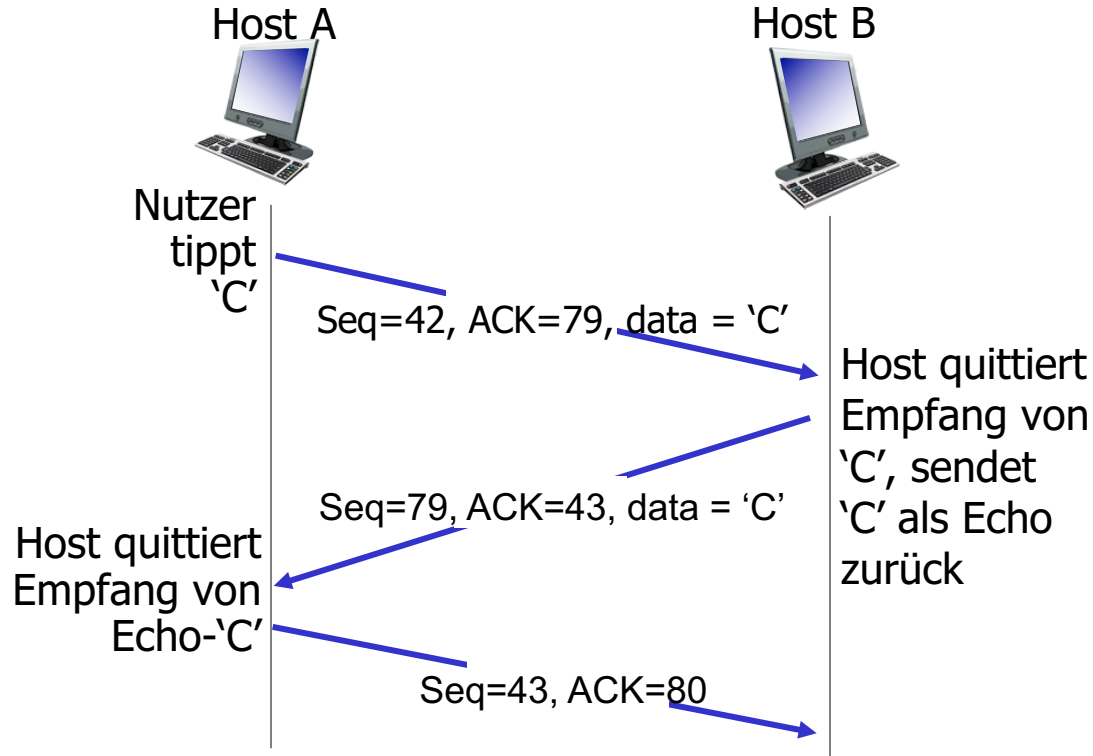 Host A
Host B
Nutzer
tippt
‘C’
Seq=42, ACK=79, data = ‘C’
Host quittiert
Empfang von
‘C’, sendet
‘C’ als Echo
zurück
Seq=79, ACK=43, data = ‘C’
Host quittiert
Empfang von
Echo-‘C’
Seq=43, ACK=80